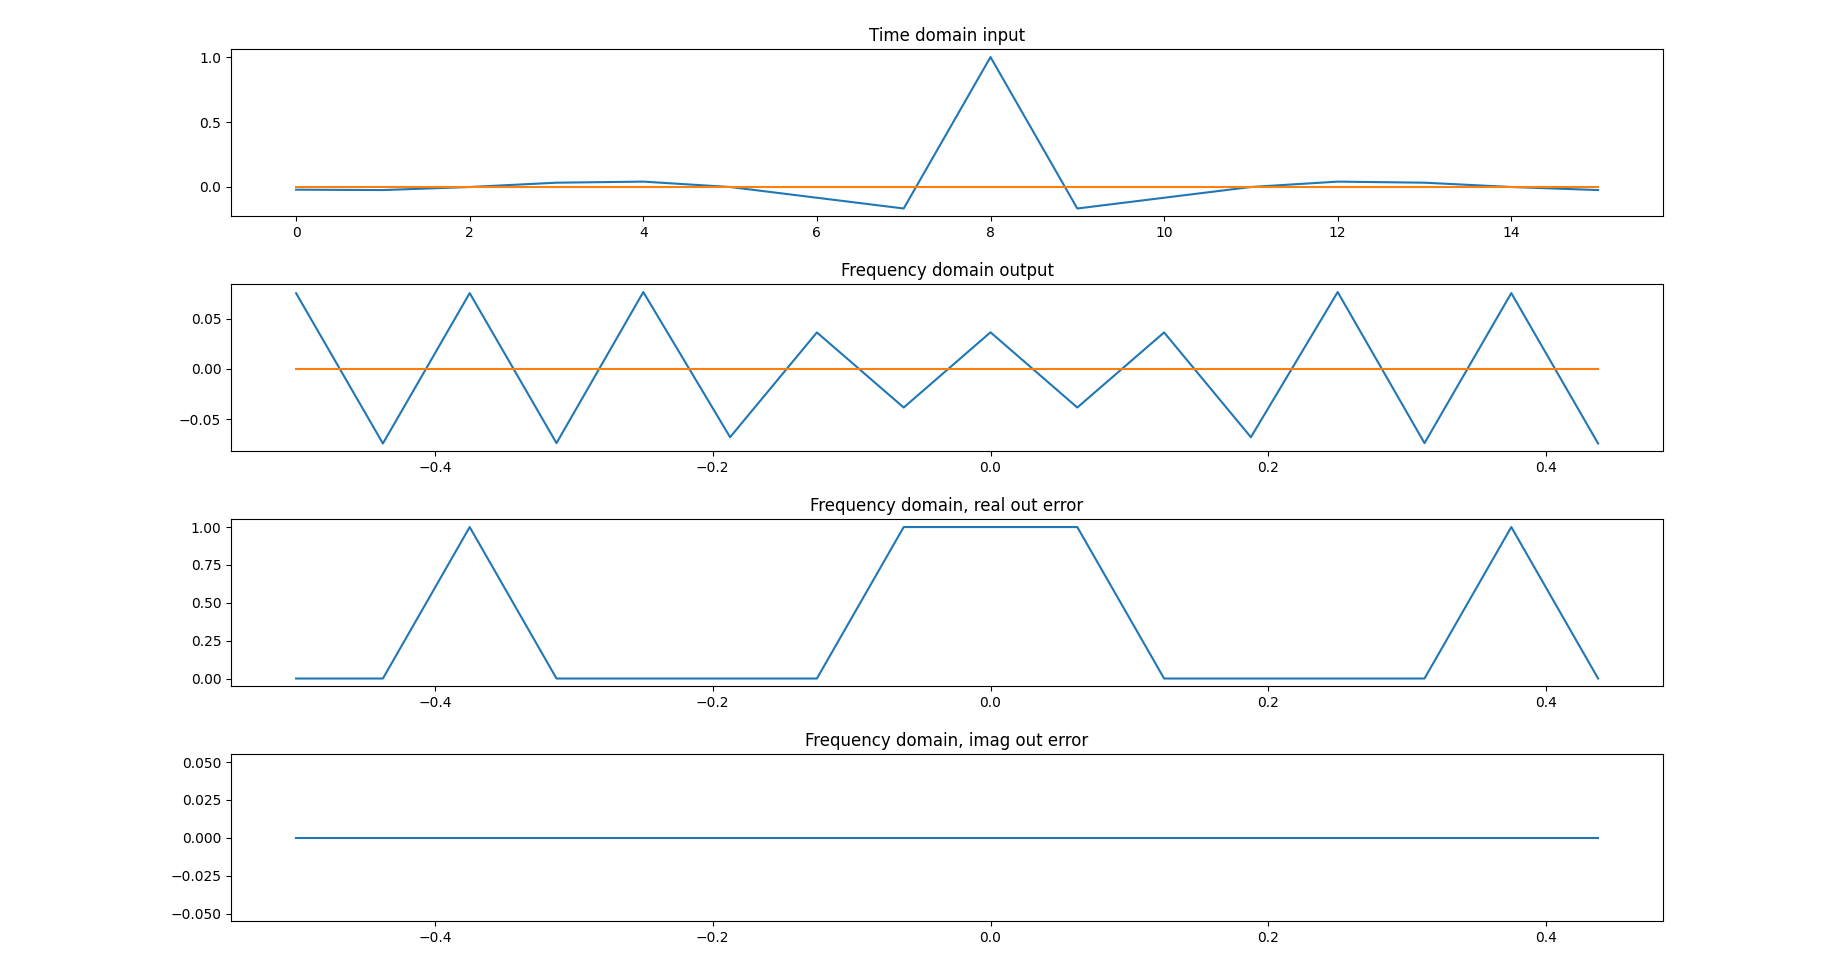 Time domain input
1.0
0.5
0.0
0 2 4 6 8 10 12 14
Frequency domain output
0.05
0.00
−0.05
−0.4 −0.2 0.0 0.2 0.4
Frequency domain, real out error
1.00
0.75
0.50
0.25
0.00
−0.4 −0.2 0.0 0.2 0.4
Frequency domain, imag out error
0.050
0.025
0.000
−0.025
−0.050
−0.4 −0.2 0.0 0.2 0.4